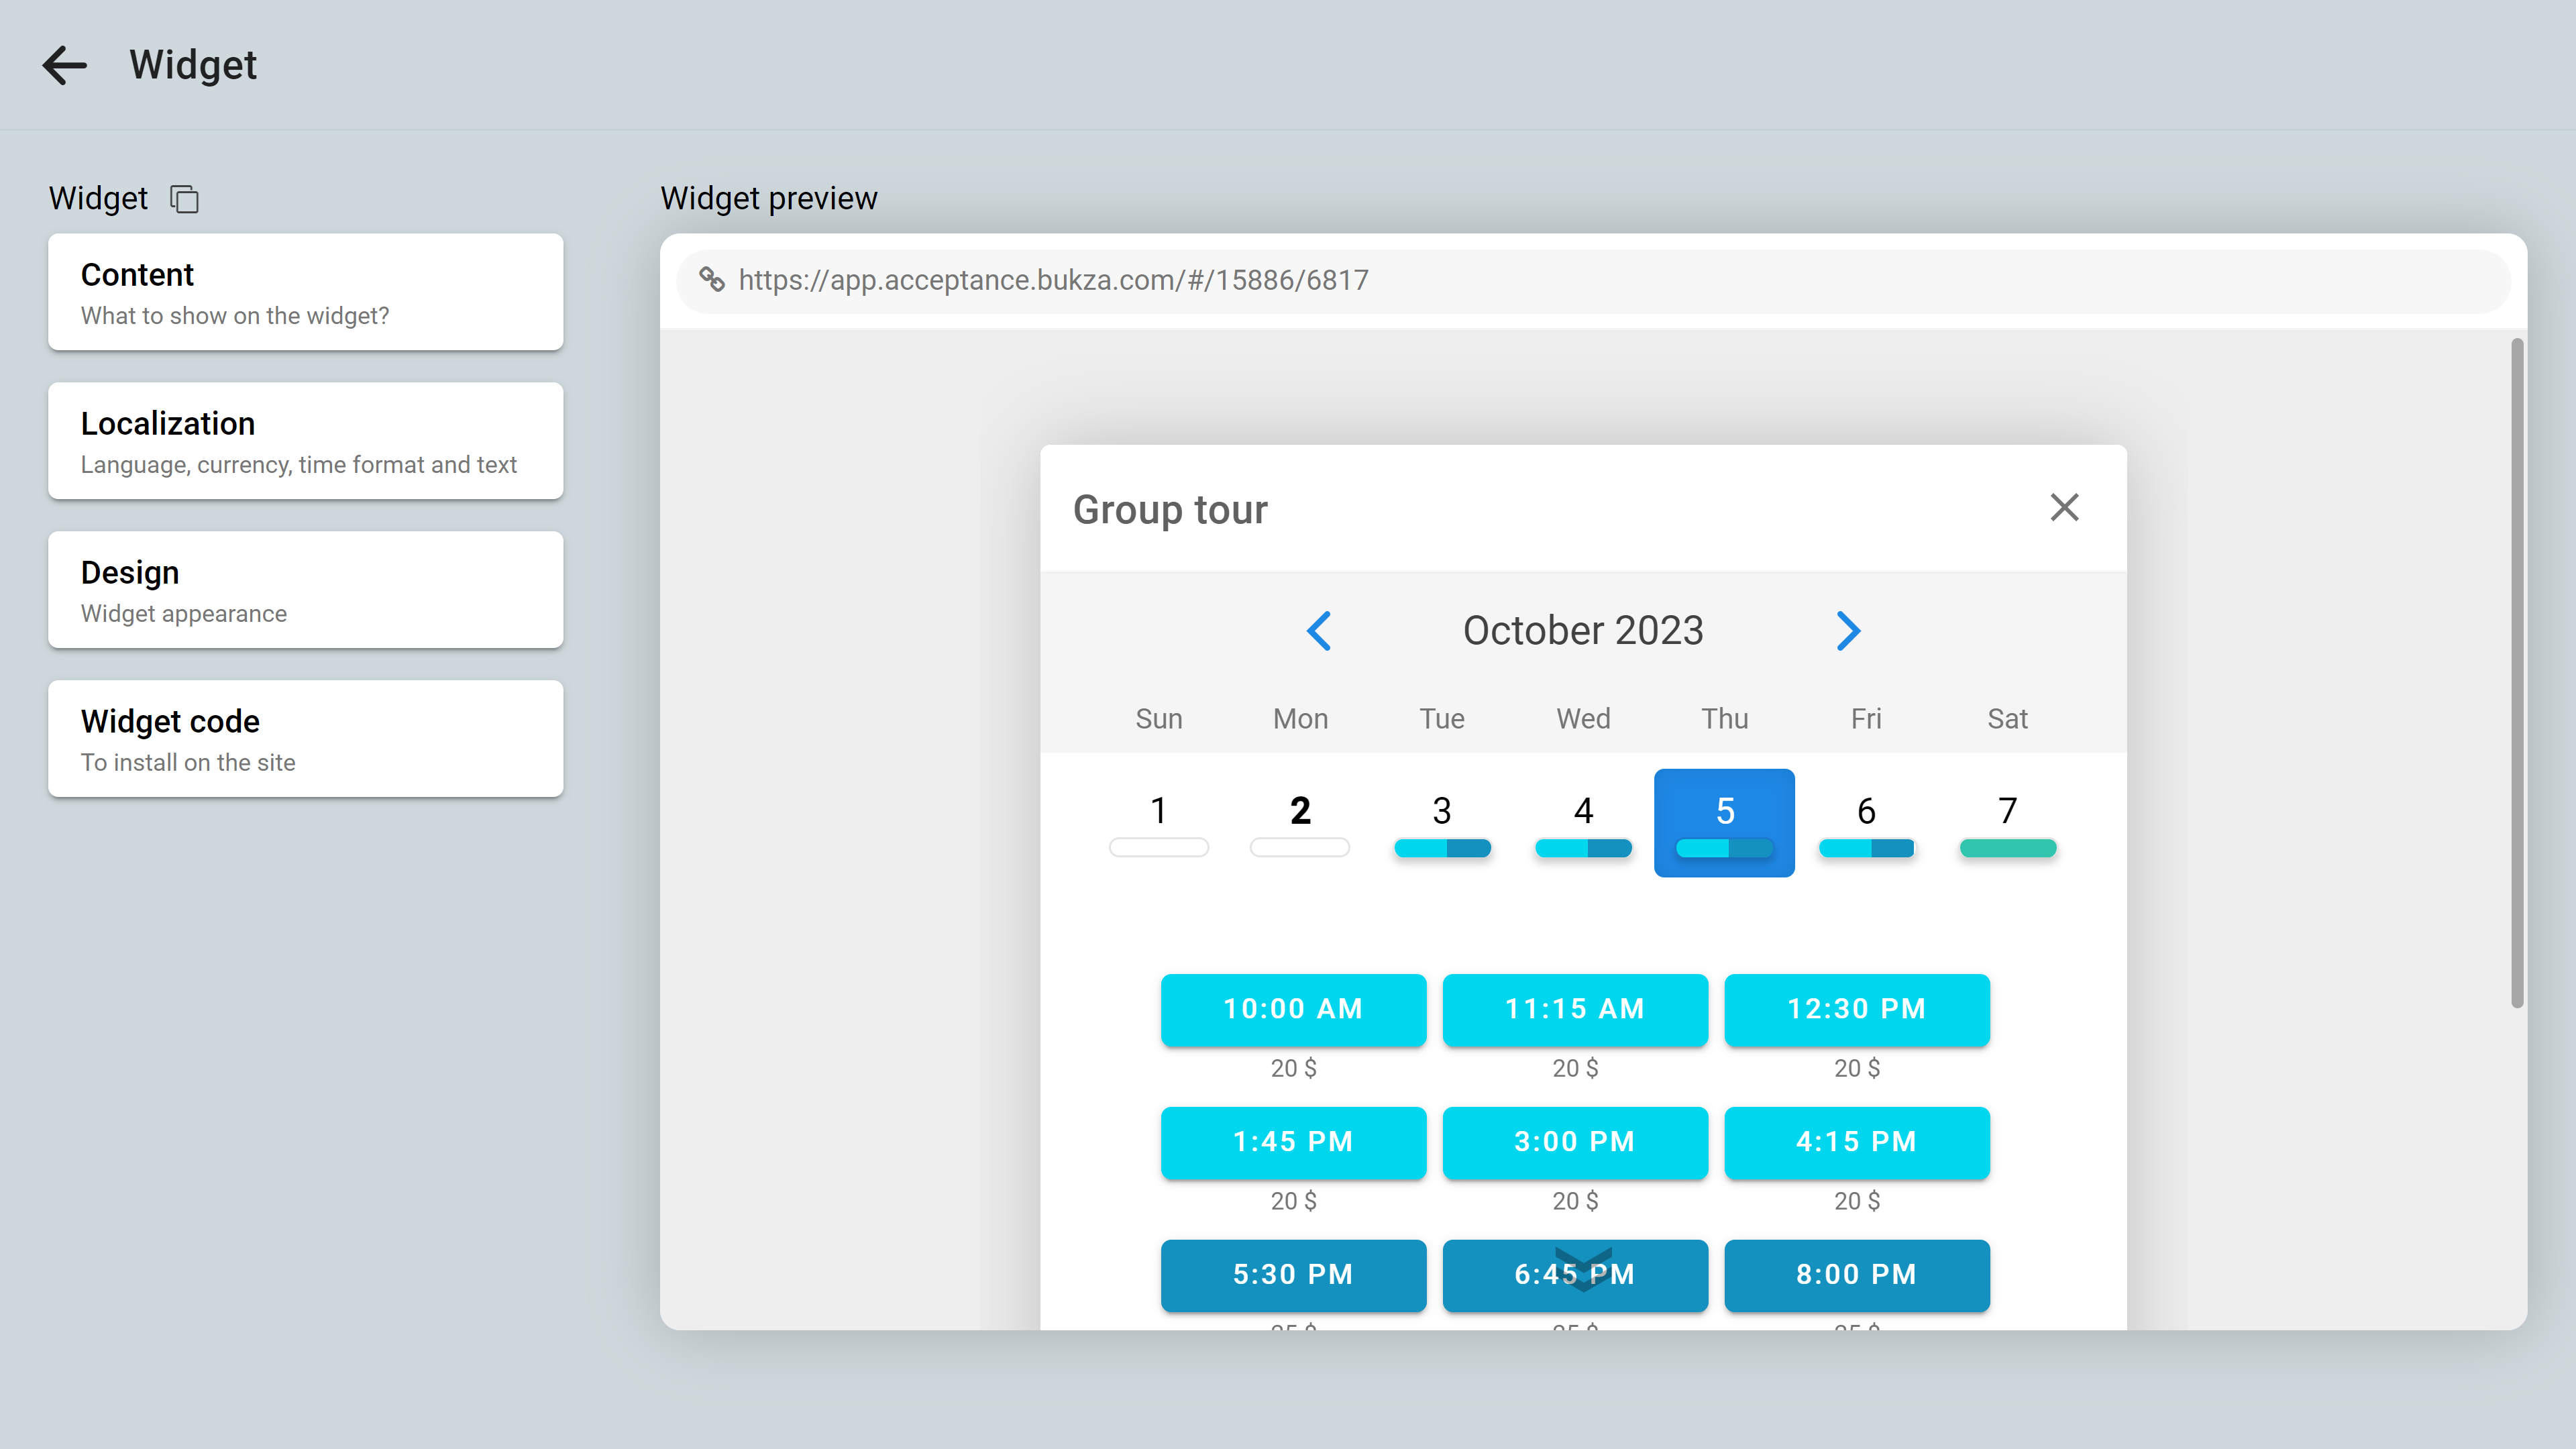 Widget
Widget
Content
What to show on the widget?
Localization
Language, currency, time format and text
Design
Widget appearance
Widget code
To install on the site
Widget preview
https://app.acceptance.bukza.com/#/15886/6817
Group tour
October 2023
Sun Mon Tue Wed Thu Fri Sat
1 2 3 4 5 6 7
10:00 AM 11:15 AM 12:30 PM
20 $ 20 $ 20 $
1:45 PM 3:00 PM 4:15 PM
20 $ 20 $ 20 $
5:30 PM 6:45 PM 8:00 PM